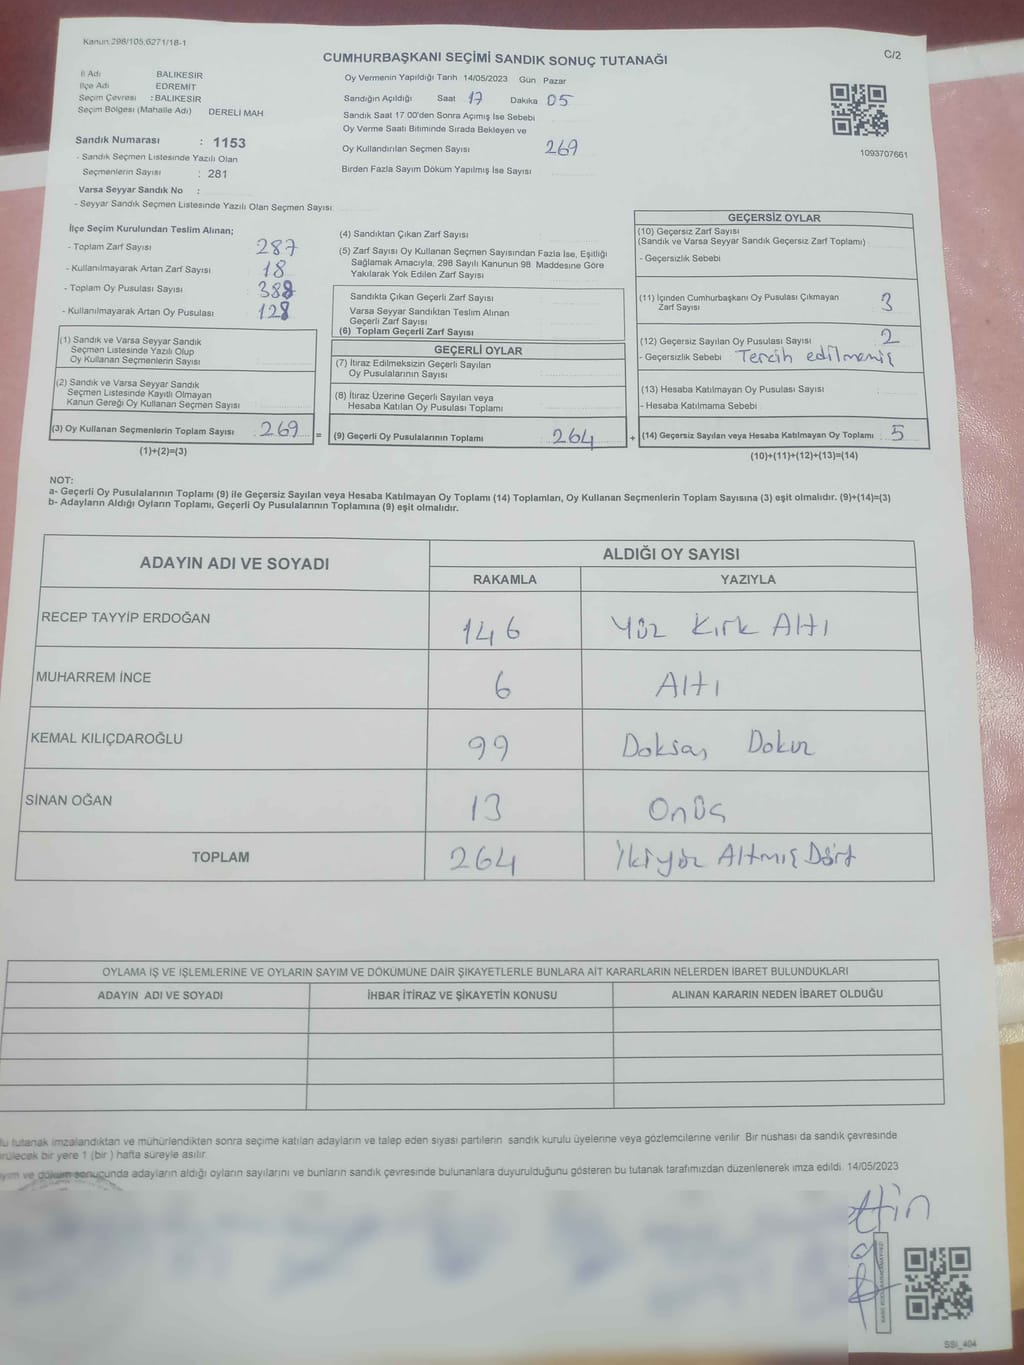 Kanun.298/105,6271/18-1
CUMHURBAŞKANI SEÇİMİ SANDIK SONUÇ TUTANAĞI
C/2
İl Adı BALIKESİR
İlçe Adı EDREMİT
Seçim Çevresi : BALIKESİR
Seçim Bölgesi (Mahalle Adı) DERELİ MAH
Sandık Numarası : 1153
- Sandık Seçmen Listesinde Yazılı Olan
Seçmenlerin Sayısı : 281
Varsa Seyyar Sandık No :
- Seyyar Sandık Seçmen Listesinde Yazılı Olan Seçmen Sayısı
Oy Vermenin Yapıldığı Tarih 14/05/2023 Gün Pazar
Sandığın Açıldığı Saat 17 Dakika 05
Sandık Saat 17.00'den Sonra Açımış İse Sebebi
Oy Verme Saati Bitiminde Sırada Bekleyen ve
Oy Kullandırılan Seçmen Sayısı 269
Birden Fazla Sayım Döküm Yapılmış İse Sayısı
1093707661
İlçe Seçim Kurulundan Teslim Alınan;
- Toplam Zarf Sayısı 287
- Kullanılmayarak Artan Zarf Sayısı 18
- Toplam Oy Pusulası Sayısı 388
- Kullanılmayarak Artan Oy Pusulası 128
(1) Sandık ve Varsa Seyyar Sandık
Seçmen Listesinde Yazılı Olup
Oy Kullanan Seçmenlerin Sayısı
(2) Sandık ve Varsa Seyyar Sandık
Seçmen Listesinde Kayıtlı Olmayan
Kanun Gereği Oy Kullanan Seçmen Sayısı
(3) Oy Kullanan Seçmenlerin Toplam Sayısı 269 =
(1)+(2)=(3)
(4) Sandıktan Çıkan Zarf Sayısı
(5) Zarf Sayısı Oy Kullanan Seçmen Sayısından Fazla İse, Eşitliği
Sağlamak Amacıyla, 298 Sayılı Kanunun 98. Maddesine Göre
Yakılarak Yok Edilen Zarf Sayısı
Sandıkta Çıkan Geçerli Zarf Sayısı
Varsa Seyyar Sandıktan Teslim Alınan
Geçerli Zarf Sayısı
(6) Toplam Geçerli Zarf Sayısı
GEÇERLİ OYLAR
(7) İtiraz Edilmeksizin Geçerli Sayılan
Oy Pusulalarının Sayısı
(8) İtiraz Üzerine Geçerli Sayılan veya
Hesaba Katılan Oy Pusulası Toplamı
(9) Geçerli Oy Pusulalarının Toplamı 264 +
GEÇERSİZ OYLAR
(10) Geçersiz Zarf Sayısı
(Sandık ve Varsa Seyyar Sandık Geçersiz Zarf Toplamı)
- Geçersizlik Sebebi
(11) İçinden Cumhurbaşkanı Oy Pusulası Çıkmayan
Zarf Sayısı 3
(12) Geçersiz Sayılan Oy Pusulası Sayısı 2
- Geçersizlik Sebebi Tercih edilmemiş
(13) Hesaba Katılmayan Oy Pusulası Sayısı
- Hesaba Katılmama Sebebi
(14) Geçersiz Sayılan veya Hesaba Katılmayan Oy Toplamı 5
(10)+(11)+(12)+(13)=(14)
NOT:
a- Geçerli Oy Pusulalarının Toplamı (9) ile Geçersiz Sayılan veya Hesaba Katılmayan Oy Toplamı (14) Toplamları, Oy Kullanan Seçmenlerin Toplam Sayısına (3) eşit olmalıdır. (9)+(14)=(3)
b- Adayların Aldığı Oyların Toplamı, Geçerli Oy Pusulalarının Toplamına (9) eşit olmalıdır.
ADAYIN ADI VE SOYADI ALDIĞI OY SAYISI
RAKAMLA YAZIYLA
RECEP TAYYİP ERDOĞAN 146 Yüz Kırk Altı
MUHARREM İNCE 6 Altı
KEMAL KILIÇDAROĞLU 99 Doksan Dokuz
SİNAN OĞAN 13 Onüç
TOPLAM 264 İkiyüz Altmış Dört
OYLAMA İŞ VE İŞLEMLERİNE VE OYLARIN SAYIM VE DÖKÜMÜNE DAİR ŞİKAYETLERLE BUNLARA AİT KARARLARIN NELERDEN İBARET BULUNDUKLARI
ADAYIN ADI VE SOYADI İHBAR İTİRAZ VE ŞİKAYETİN KONUSU ALINAN KARARIN NEDEN İBARET OLDUĞU
tutanak imzalandıktan ve mühürlendikten sonra seçime katılan adayların ve talep eden siyasi partilerin sandık kurulu üyelerine veya gözlemcilerine verilir. Bir nüshası da sandık çevresinde
bir yere 1 (bir ) hafta süreyle asılır.
ve döküm sonucunda adayların aldığı oyların sayılarını ve bunların sandık çevresinde bulunanlara duyurulduğunu gösteren bu tutanak tarafımızdan düzenlenerek imza edildi. 14/05/2023
SSI_404